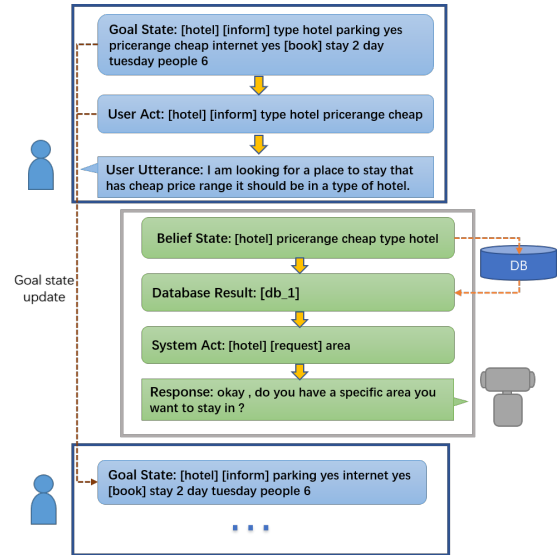 Goal State: [hotel] [inform] type hotel parking yes
pricerange cheap internet yes [book] stay 2 day
tuesday people 6
User Act: [hotel] [inform] type hotel pricerange cheap
User Utterance: I am looking for a place to stay that
has cheap price range it should be in a type of hotel.
Belief State: [hotel] pricerange cheap type hotel
DB
Goal state
update
Database Result: [db_1]
System Act: [hotel] [request] area
Response: okay , do you have a specific area you
want to stay in ?
Goal State: [hotel] [inform] parking yes internet yes
[book] stay 2 day tuesday people 6
...